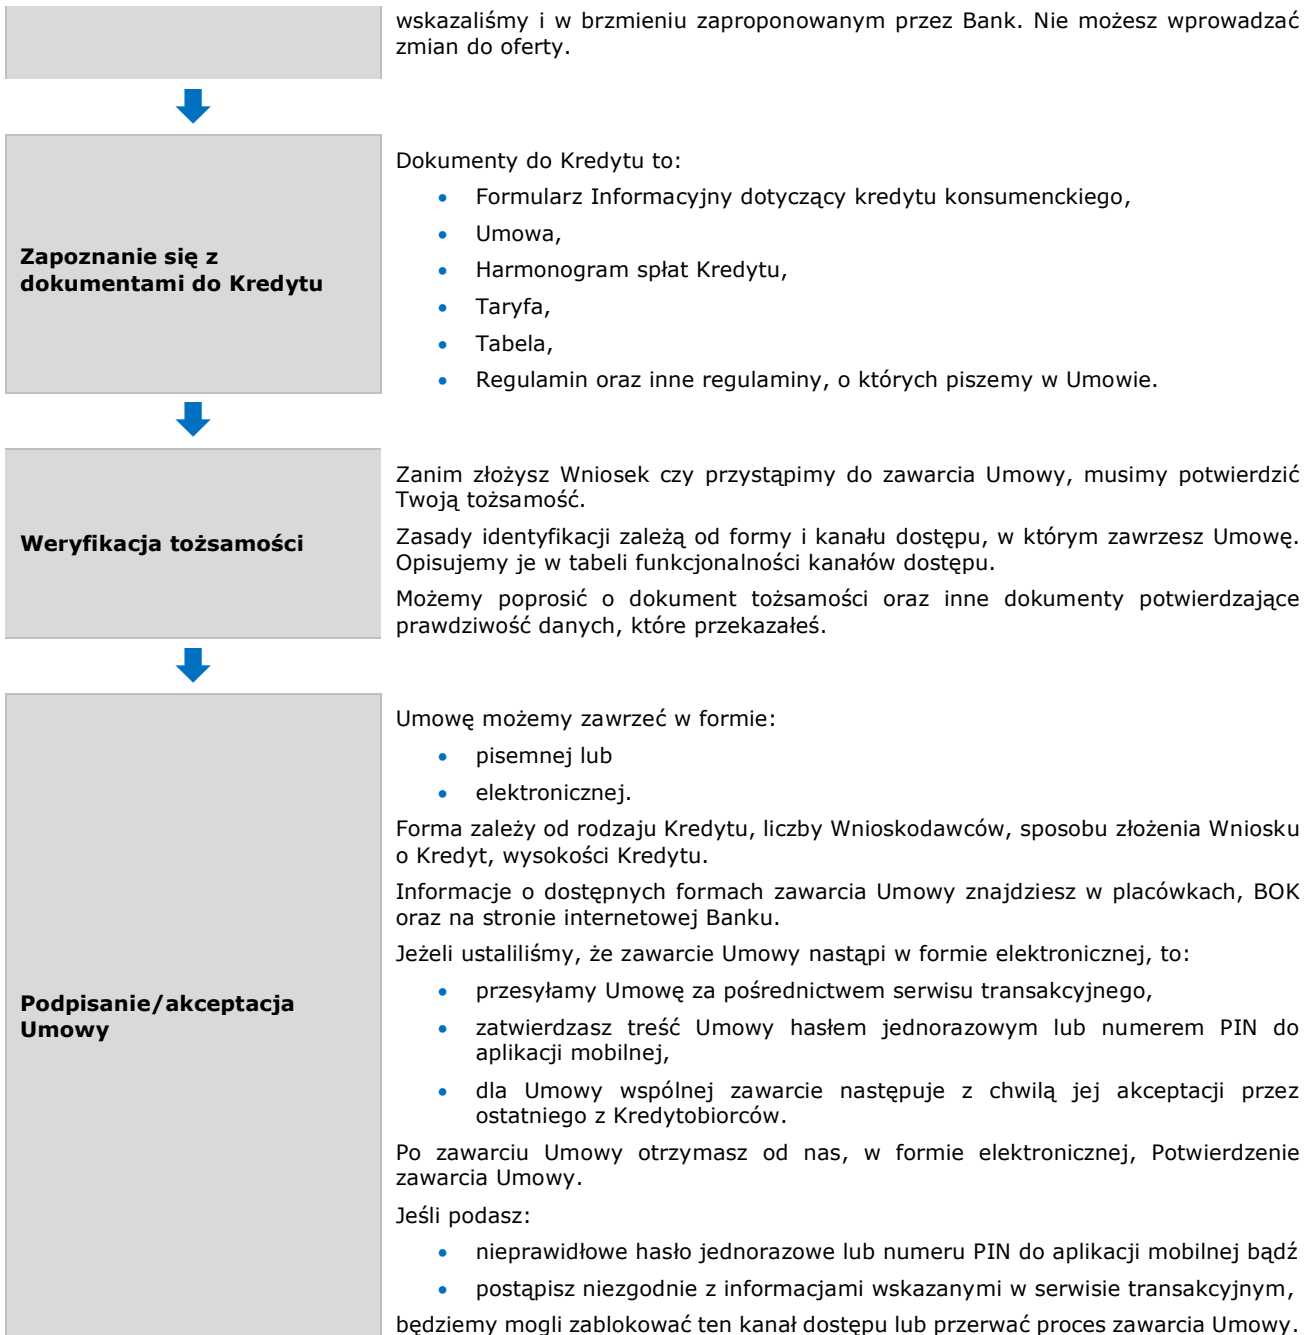 wskazaliśmy i w brzmieniu zaproponowanym przez Bank. Nie możesz wprowadzać
zmian do oferty.
Zapoznanie się z
dokumentami do Kredytu
Dokumenty do Kredytu to:
• Formularz Informacyjny dotyczący kredytu konsumenckiego,
• Umowa,
• Harmonogram spłat Kredytu,
• Taryfa,
• Tabela,
• Regulamin oraz inne regulaminy, o których piszemy w Umowie.
Weryfikacja tożsamości
Zanim złożysz Wniosek czy przystąpimy do zawarcia Umowy, musimy potwierdzić
Twoją tożsamość.
Zasady identyfikacji zależą od formy i kanału dostępu, w którym zawrzesz Umowę.
Opisujemy je w tabeli funkcjonalności kanałów dostępu.
Możemy poprosić o dokument tożsamości oraz inne dokumenty potwierdzające
prawdziwość danych, które przekazałeś.
Podpisanie/akceptacja
Umowy
Umowę możemy zawrzeć w formie:
• pisemnej lub
• elektronicznej.
Forma zależy od rodzaju Kredytu, liczby Wnioskodawców, sposobu złożenia Wniosku
o Kredyt, wysokości Kredytu.
Informacje o dostępnych formach zawarcia Umowy znajdziesz w placówkach, BOK
oraz na stronie internetowej Banku.
Jeżeli ustaliliśmy, że zawarcie Umowy nastąpi w formie elektronicznej, to:
• przesyłamy Umowę za pośrednictwem serwisu transakcyjnego,
• zatwierdzasz treść Umowy hasłem jednorazowym lub numerem PIN do
aplikacji mobilnej,
• dla Umowy wspólnej zawarcie następuje z chwilą jej akceptacji przez
ostatniego z Kredytobiorców.
Po zawarciu Umowy otrzymasz od nas, w formie elektronicznej, Potwierdzenie
zawarcia Umowy.
Jeśli podasz:
• nieprawidłowe hasło jednorazowe lub numeru PIN do aplikacji mobilnej bądź
• postąpisz niezgodnie z informacjami wskazanymi w serwisie transakcyjnym,
będziemy mogli zablokować ten kanał dostępu lub przerwać proces zawarcia Umowy.